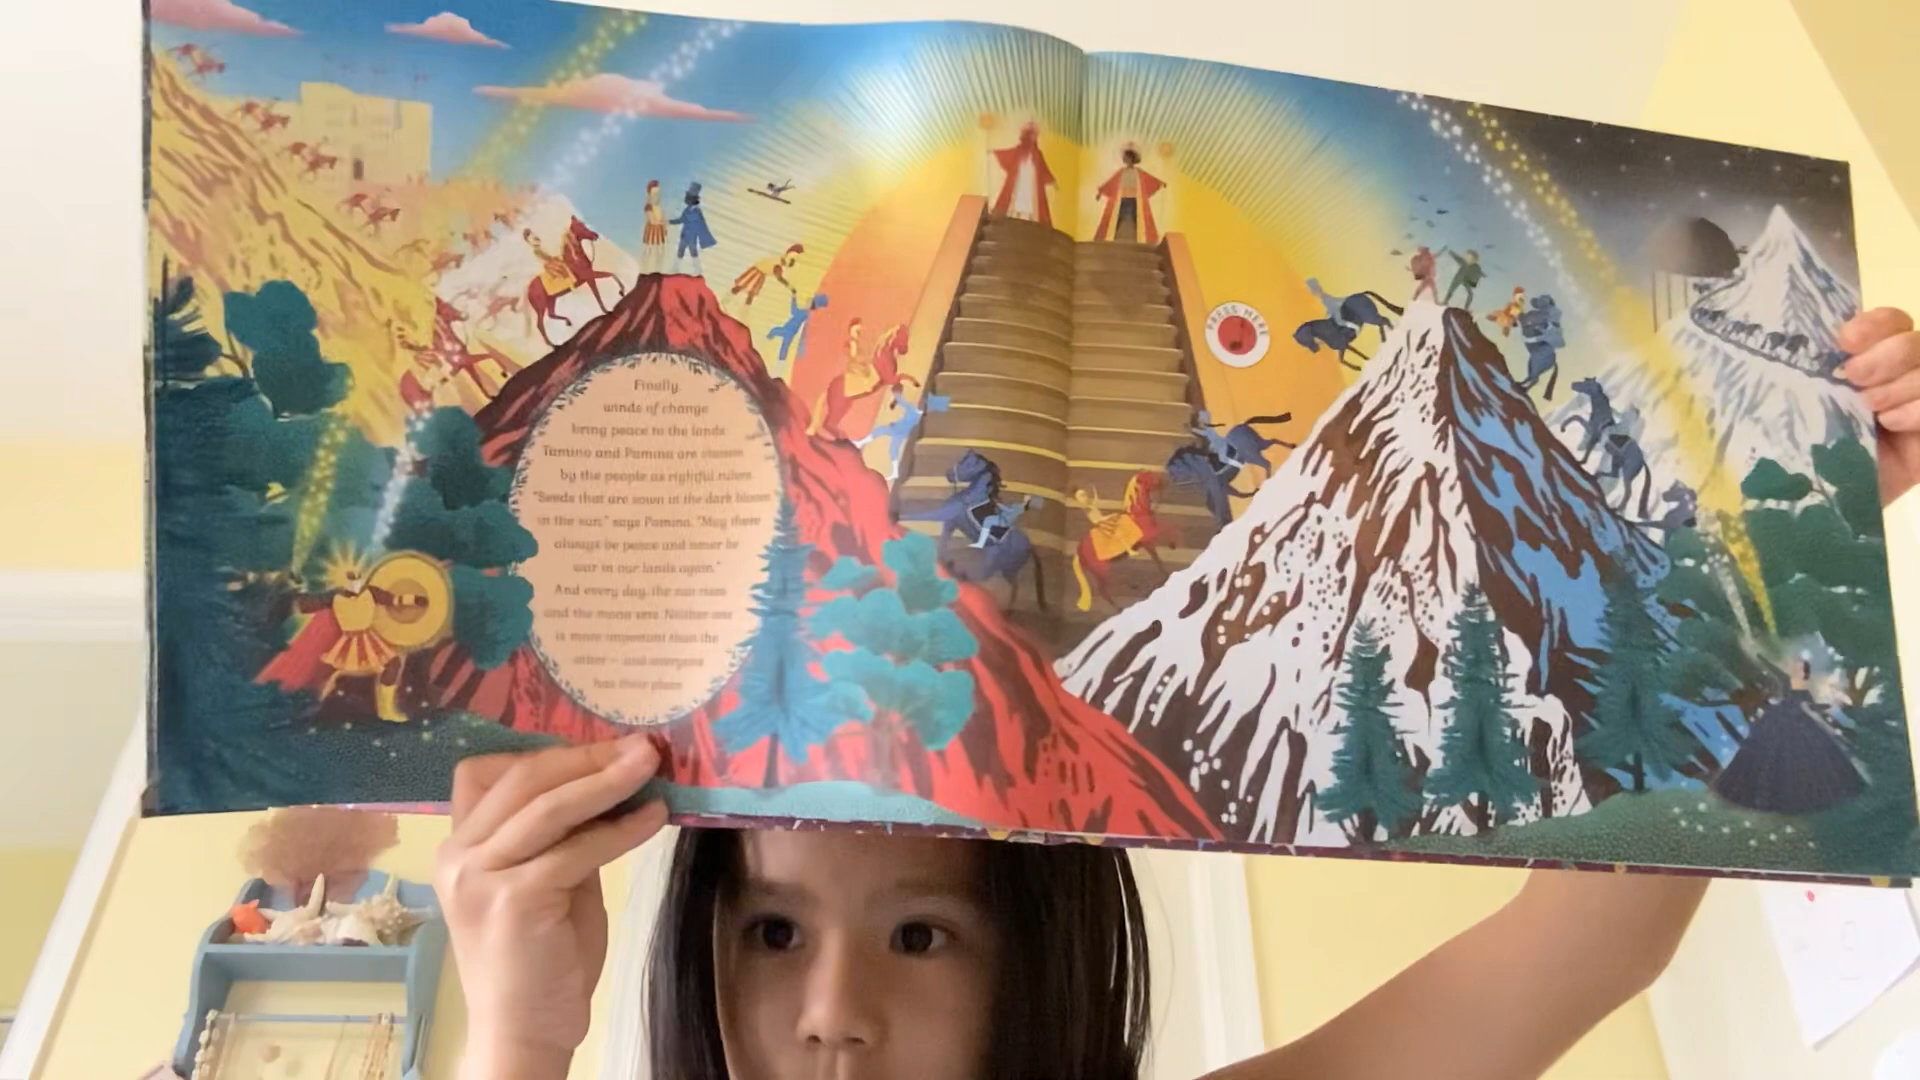 Finally,
winds of change
bring peace to the lands.
Tamino and Pamina are chosen
by the people as rightful rulers.
"Seeds that are sown in the dark bloom
in the sun," says Pamina. "May there
always be peace and never be
war in our lands again."
And every day, the sun rises
and the moon sets. Neither one
is more important than the
other – and everyone
has their place.
PRESS HERE